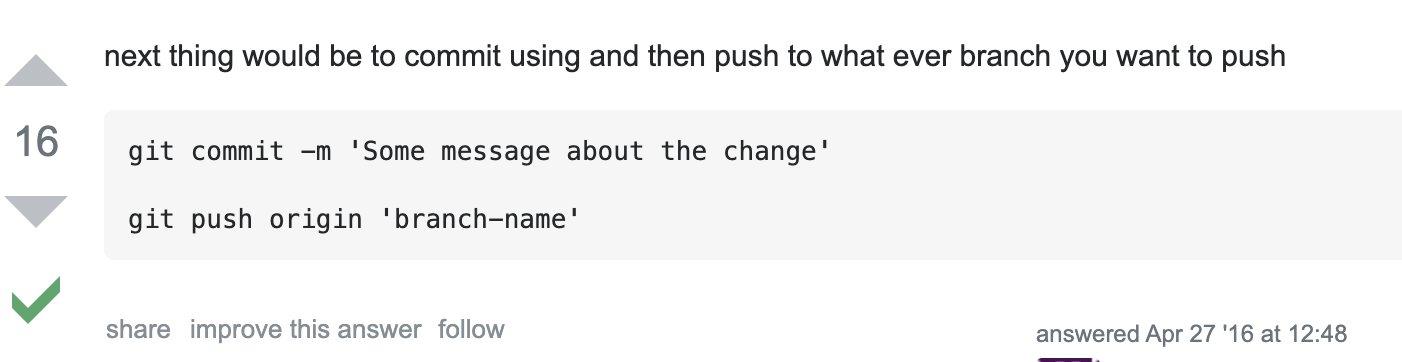 next thing would be to commit using and then push to what ever branch you want to push
16
git commit -m 'Some message about the change'
git push origin 'branch-name'
share improve this answer follow
answered Apr 27 '16 at 12:48